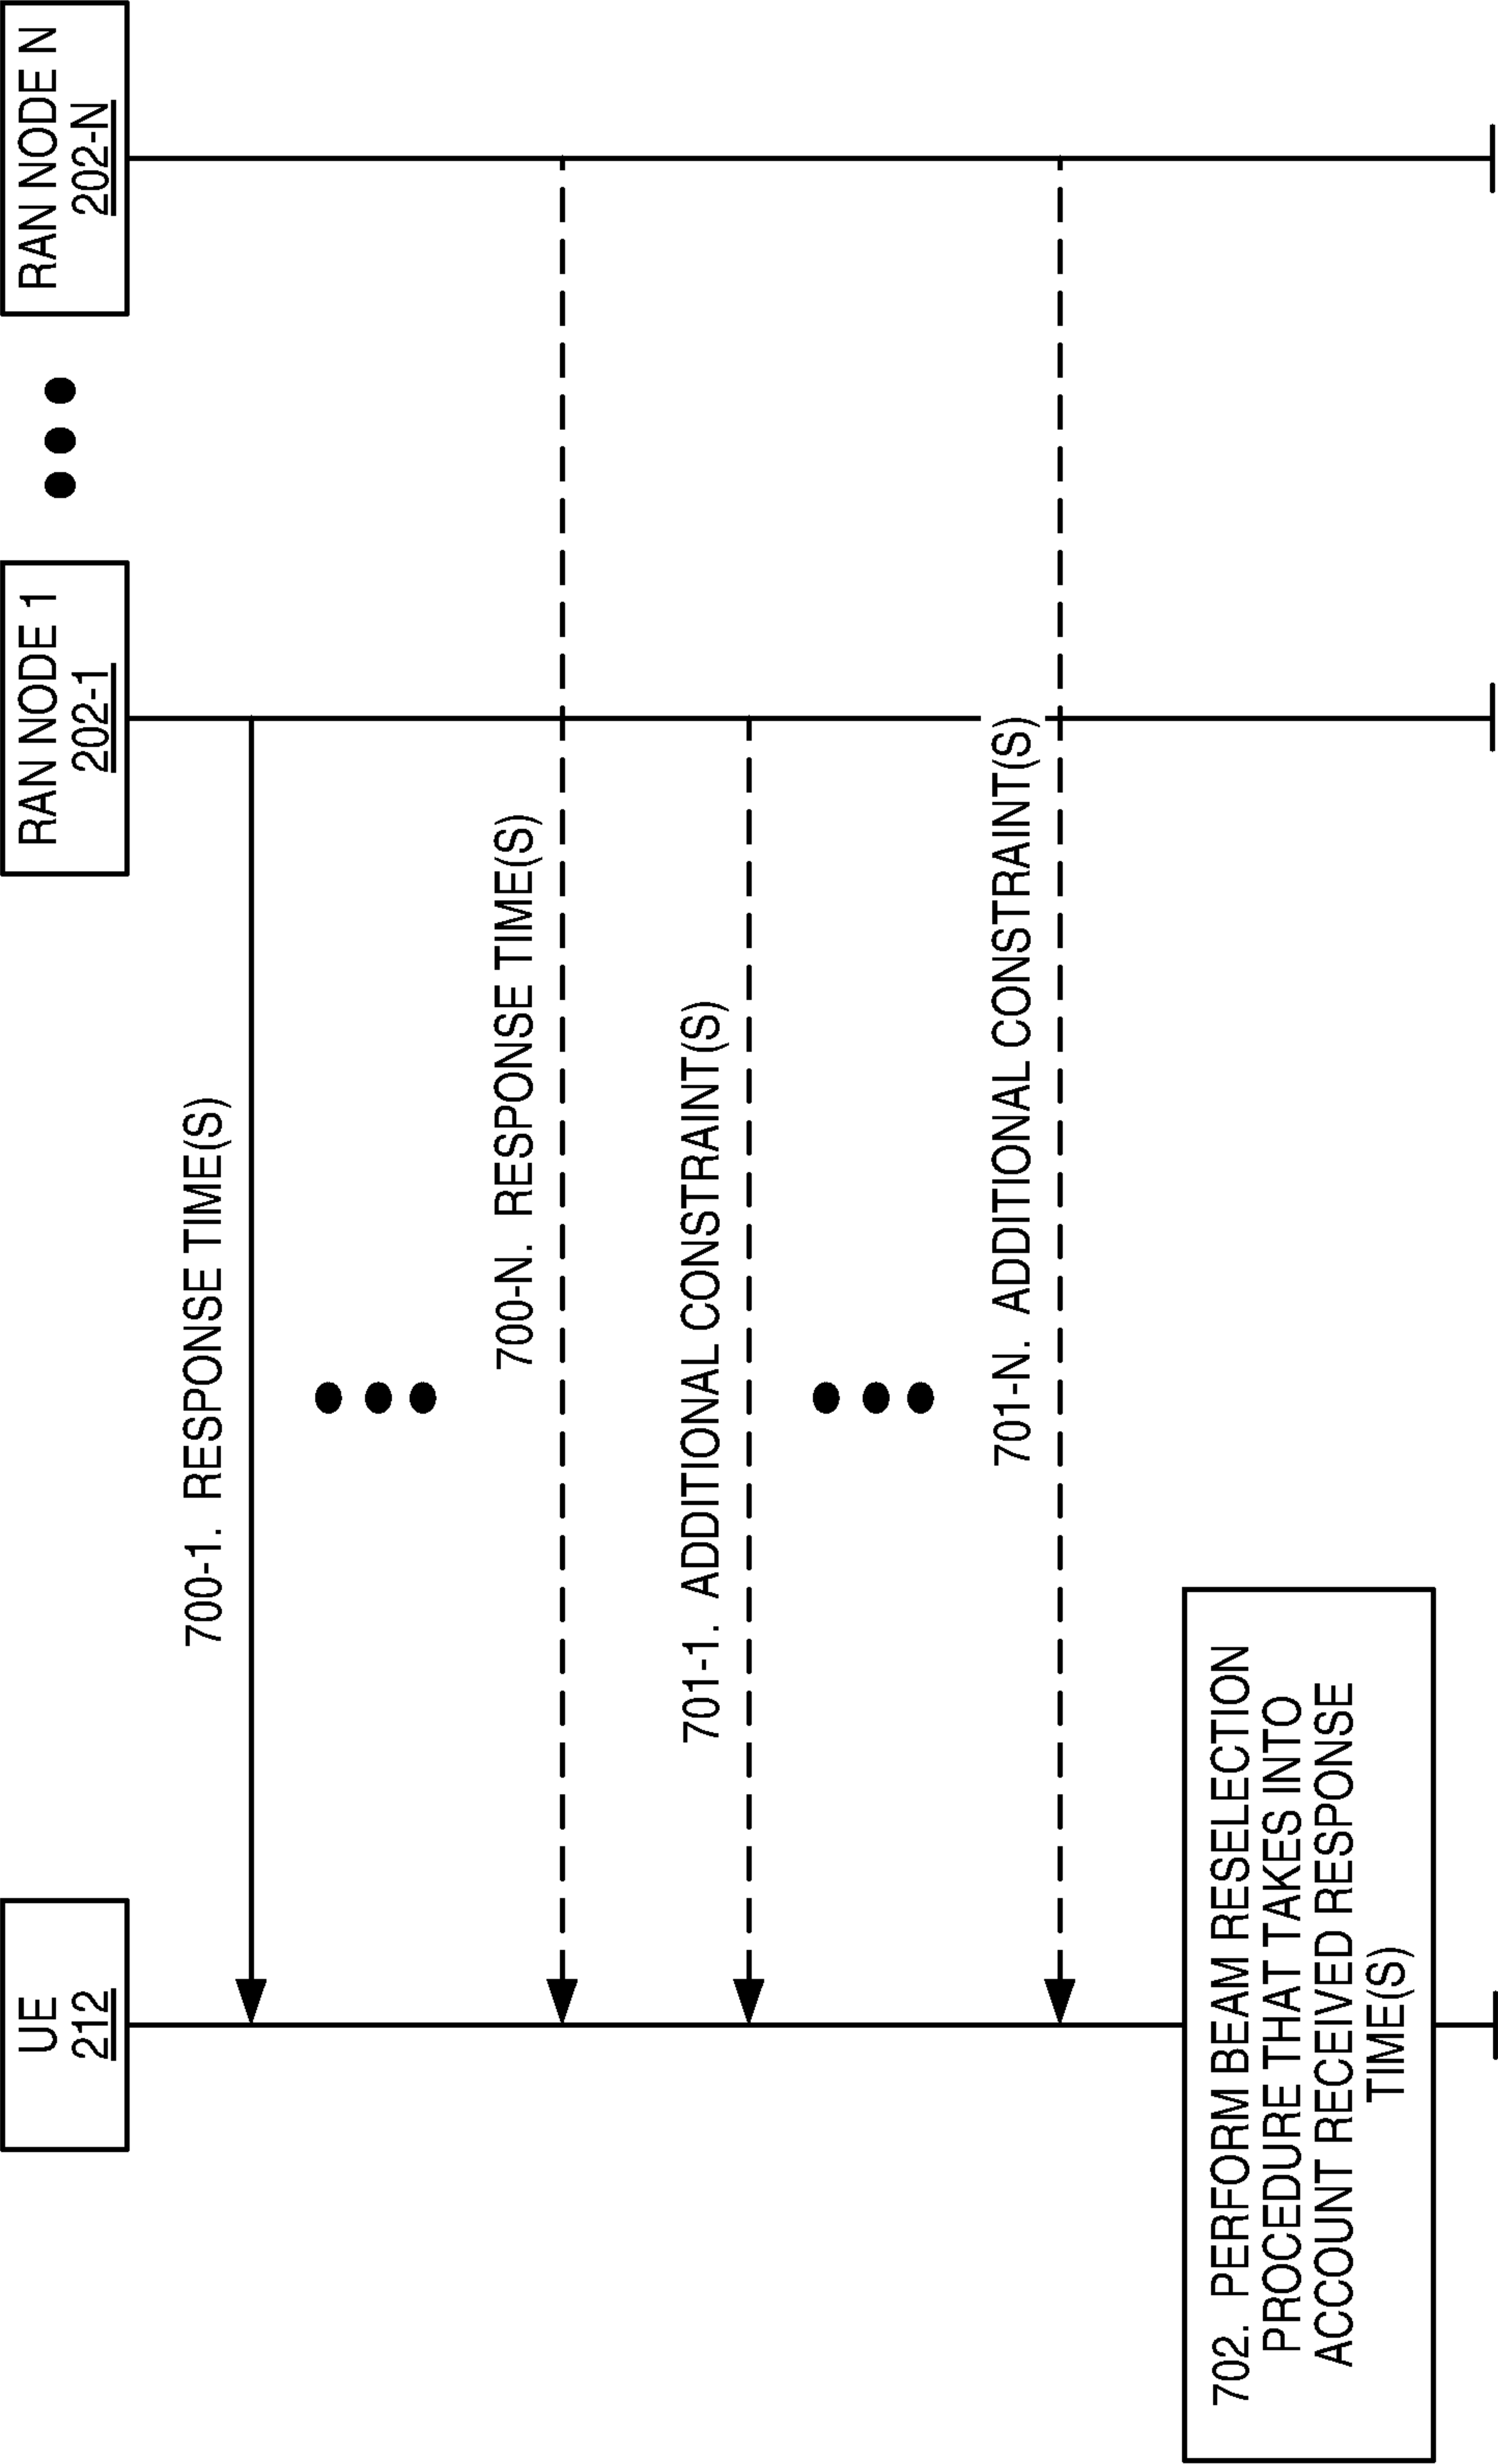 UE
212
RAN NODE 1
202-1
RAN NODE N
202-N
700-1. RESPONSE TIME(S)
700-N. RESPONSE TIME(S)
701-1. ADDITIONAL CONSTRAINT(S)
701-N. ADDITIONAL CONSTRAINT(S)
702. PERFORM BEAM RESELECTION
PROCEDURE THAT TAKES INTO
ACCOUNT RECEIVED RESPONSE
TIME(S)